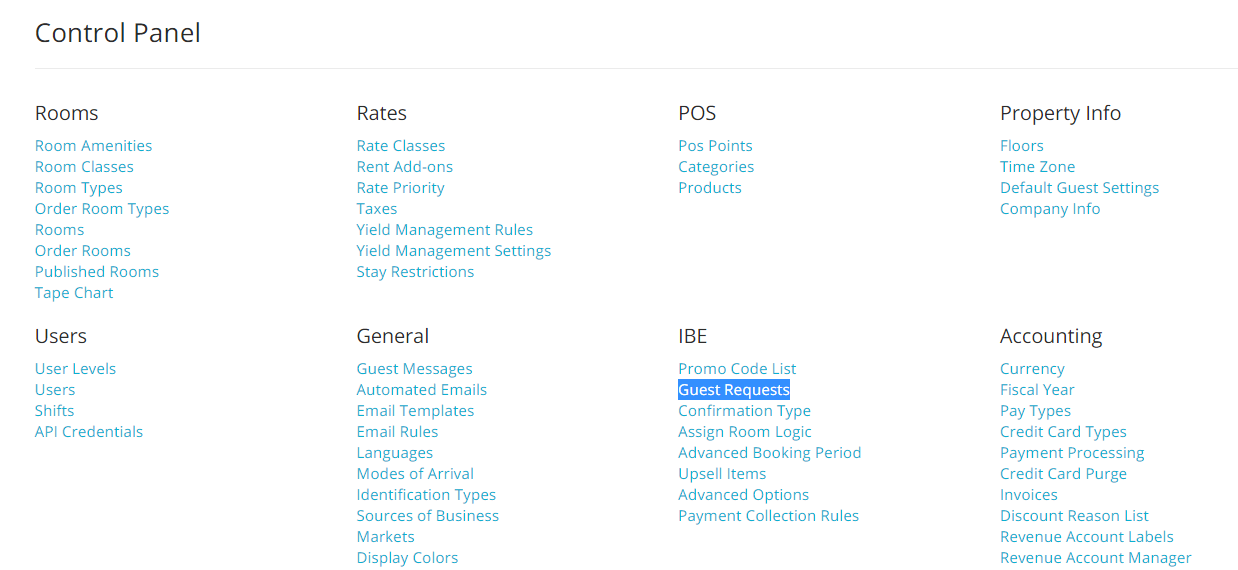 Control Panel
Rooms
Room Amenities
Room Classes
Room Types
Order Room Types
Rooms
Order Rooms
Published Rooms
Tape Chart
Rates
Rate Classes
Rent Add-ons
Rate Priority
Taxes
Yield Management Rules
Yield Management Settings
Stay Restrictions
POS
Pos Points
Categories
Products
Property Info
Floors
Time Zone
Default Guest Settings
Company Info
Users
User Levels
Users
Shifts
API Credentials
General
Guest Messages
Automated Emails
Email Templates
Email Rules
Languages
Modes of Arrival
Identification Types
Sources of Business
Markets
Display Colors
IBE
Promo Code List
Guest Requests
Confirmation Type
Assign Room Logic
Advanced Booking Period
Upsell Items
Advanced Options
Payment Collection Rules
Accounting
Currency
Fiscal Year
Pay Types
Credit Card Types
Payment Processing
Credit Card Purge
Invoices
Discount Reason List
Revenue Account Labels
Revenue Account Manager